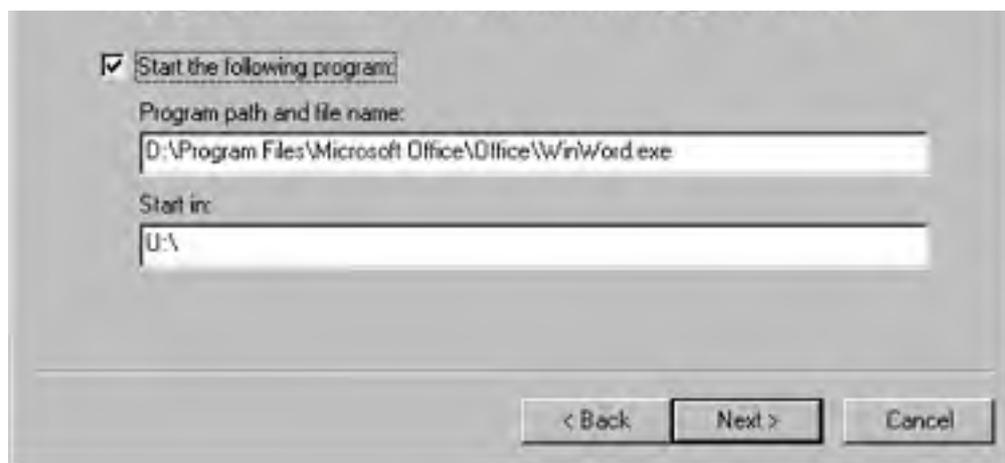 Start the following program:
Program path and file name:
D:\Program Files\Microsoft Office\Office\WinWord.exe
Start in:
U:\
< Back Next > Cancel